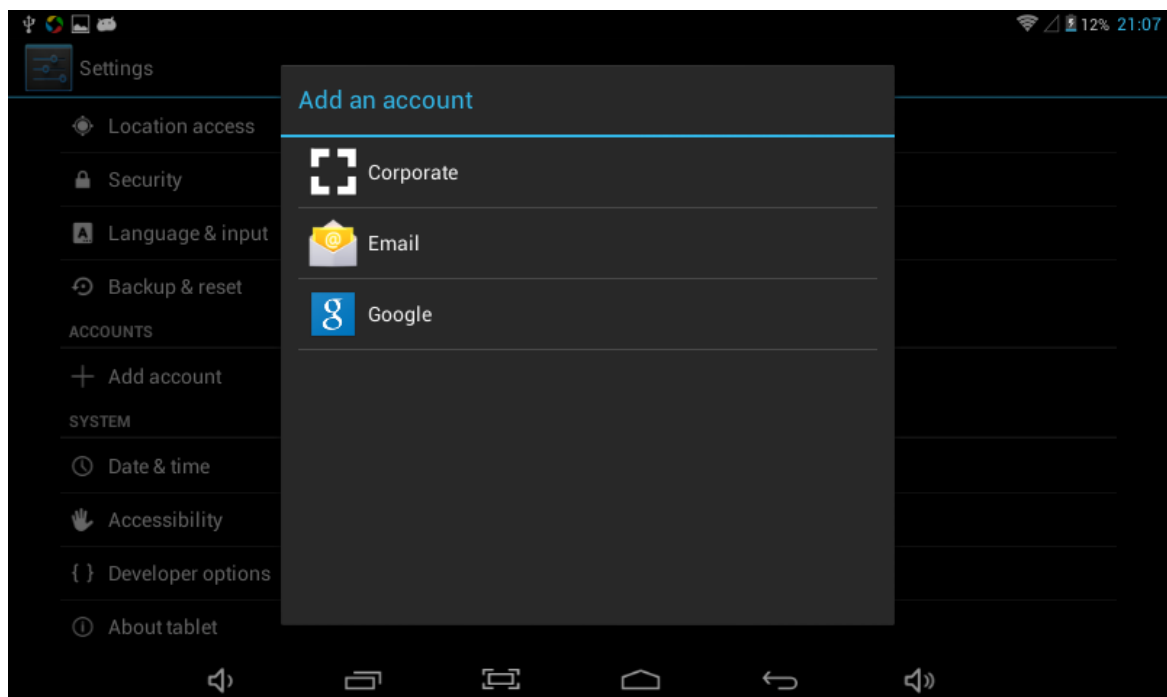 12% 21:07
Settings
Add an account
Location access
Corporate
Security
Language & input
@
Email
Backup & reset
g Google
ACCOUNTS
Add account
SYSTEM
Date & time
Accessibility
{ } Developer options
About tablet